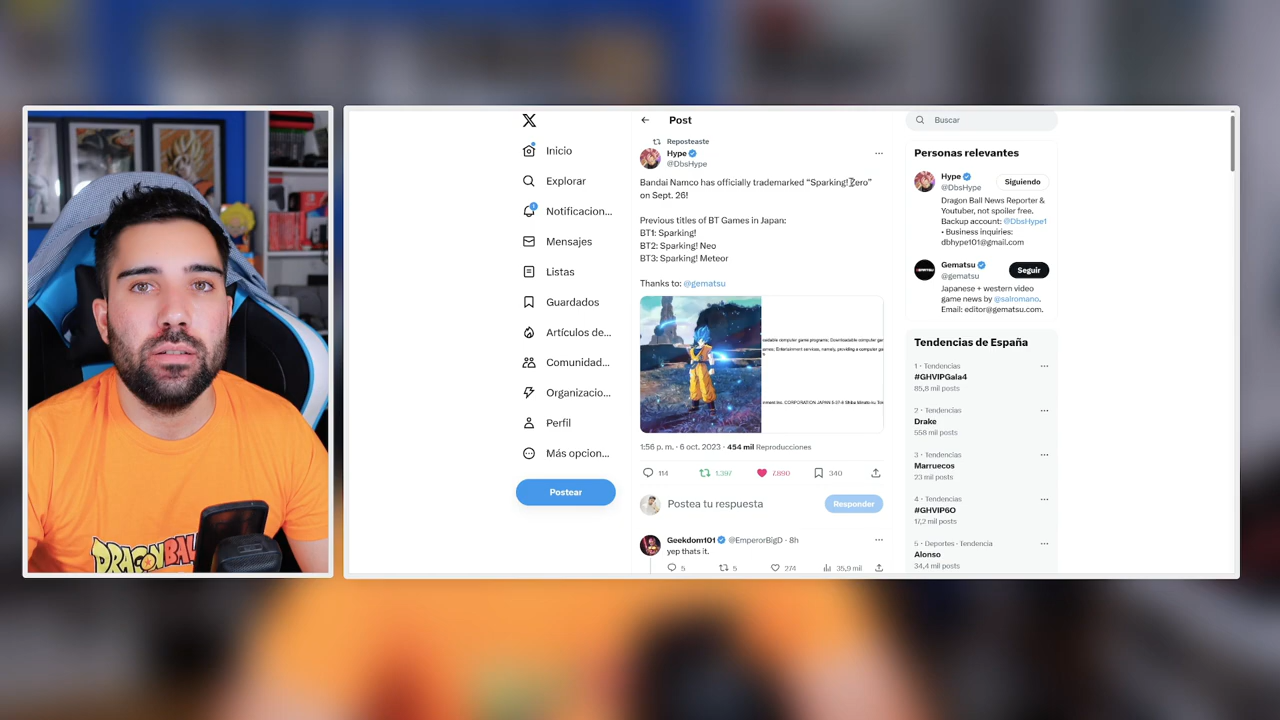 DRAGON BALL
Inicio
Explorar
1
Notificacion...
Mensajes
Listas
Guardados
Artículos de...
Comunidad...
Organizacio...
Perfil
Más opcion...
Postear
Post
Reposteaste
Hype
@DbsHype
Bandai Namco has officially trademarked “Sparking! Zero”
on Sept. 26!
Previous titles of BT Games in Japan:
BT1: Sparking!
BT2: Sparking! Neo
BT3: Sparking! Meteor
Thanks to: @gematsu
1:56 p. m. · 6 oct. 2023 · 454 mil Reproducciones
114 1.397 7.890 340
Postea tu respuesta Responder
Geekdom101 @EmperorBigD · 8h
yep thats it.
5 5 274 35,9 mil
Buscar
Personas relevantes
Hype
@DbsHype
Siguiendo
Dragon Ball News Reporter &
Youtuber, not spoiler free.
Backup account: @DbsHype1
• Business inquiries:
dbhype101@gmail.com
Gematsu
@gematsu
Seguir
Japanese + western video
game news by @salromano.
Email: editor@gematsu.com.
Tendencias de España
1 · Tendencias
#GHVIPGala4
85,8 mil posts
2 · Tendencias
Drake
558 mil posts
3 · Tendencias
Marruecos
23 mil posts
4 · Tendencias
#GHVIP6O
17,2 mil posts
5 · Deportes · Tendencia
Alonso
34,4 mil posts